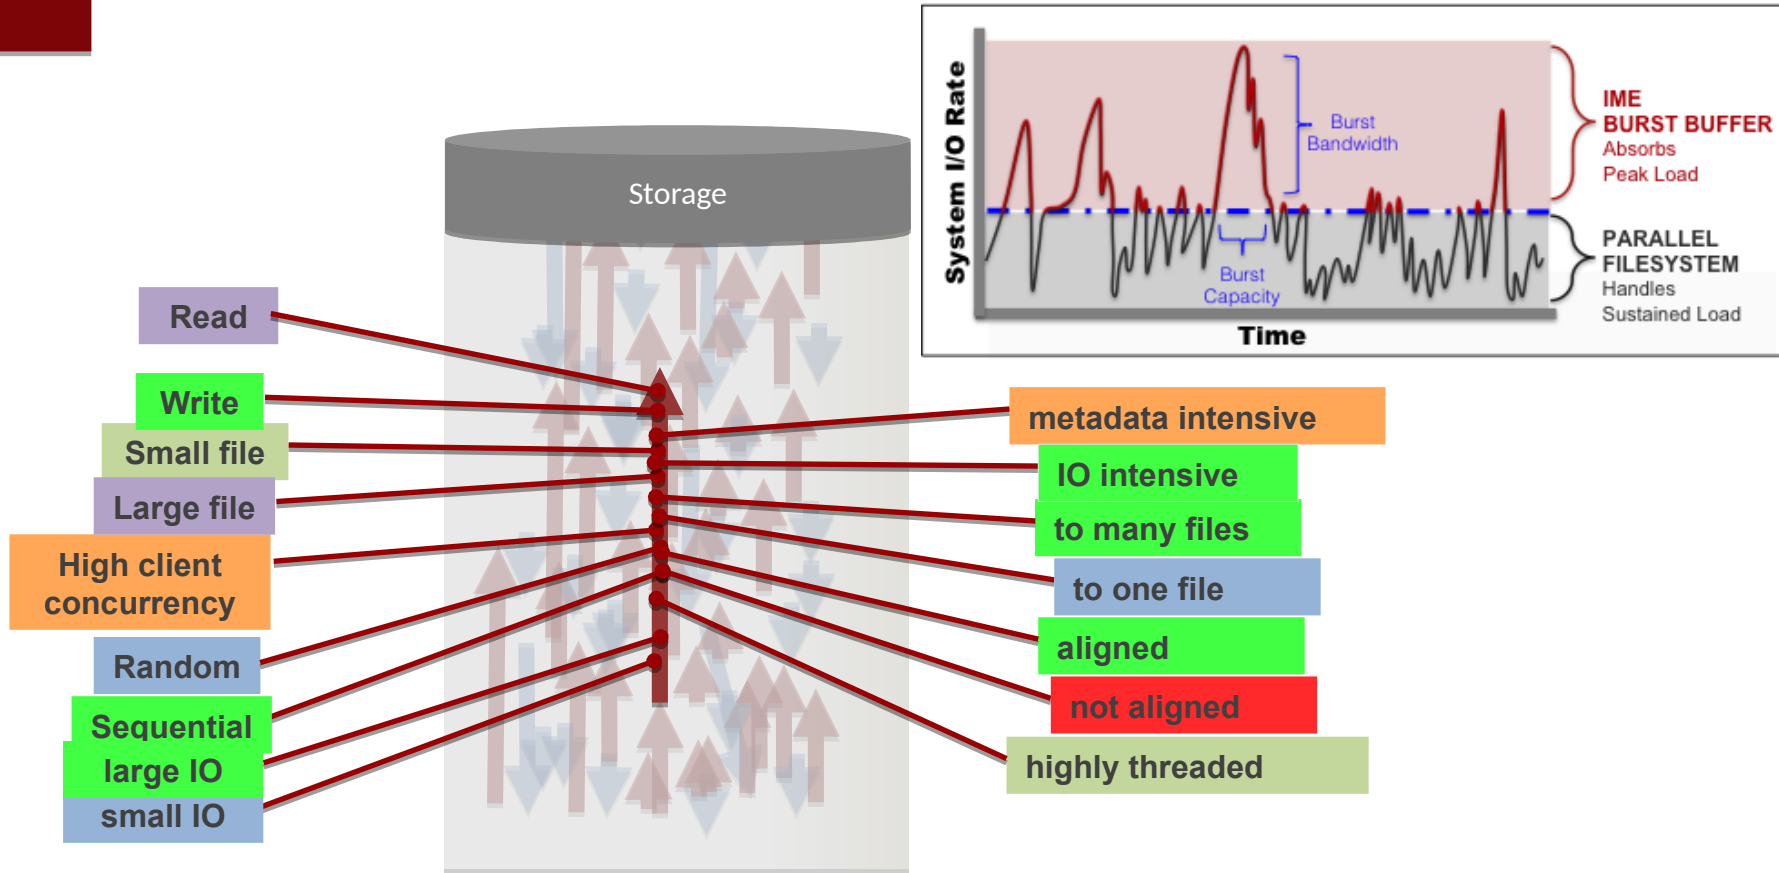 Storage
Read
Write
Small file
Large file
High client
concurrency
Random
Sequential
large IO
small IO
System I/O Rate
Time
Burst
Bandwidth
Burst
Capacity
IME
BURST BUFFER
Absorbs
Peak Load
PARALLEL
FILESYSTEM
Handles
Sustained Load
metadata intensive
IO intensive
to many files
to one file
aligned
not aligned
highly threaded